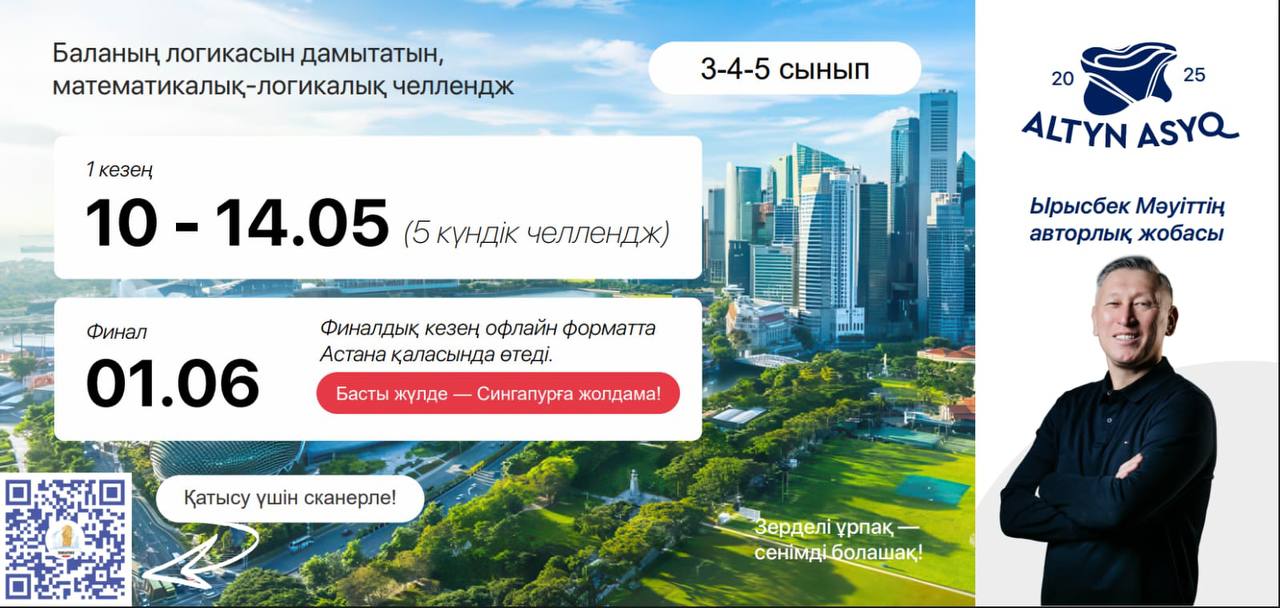 Баланың логикасын дамытатын,
математикалық-логикалық челлендж
3-4-5 сынып
1 кезең
10 - 14.05 (5 күндік челлендж)
Финал
01.06
Финалдық кезең офлайн форматта
Астана қаласында өтеді.
Басты жүлде — Сингапурға жолдама!
Қатысу үшін сканерле!
Зерделі ұрпақ —
сенімді болашақ!
20 25
ALTYN ASYQ
Ырысбек Мәуіттің
авторлық жобасы